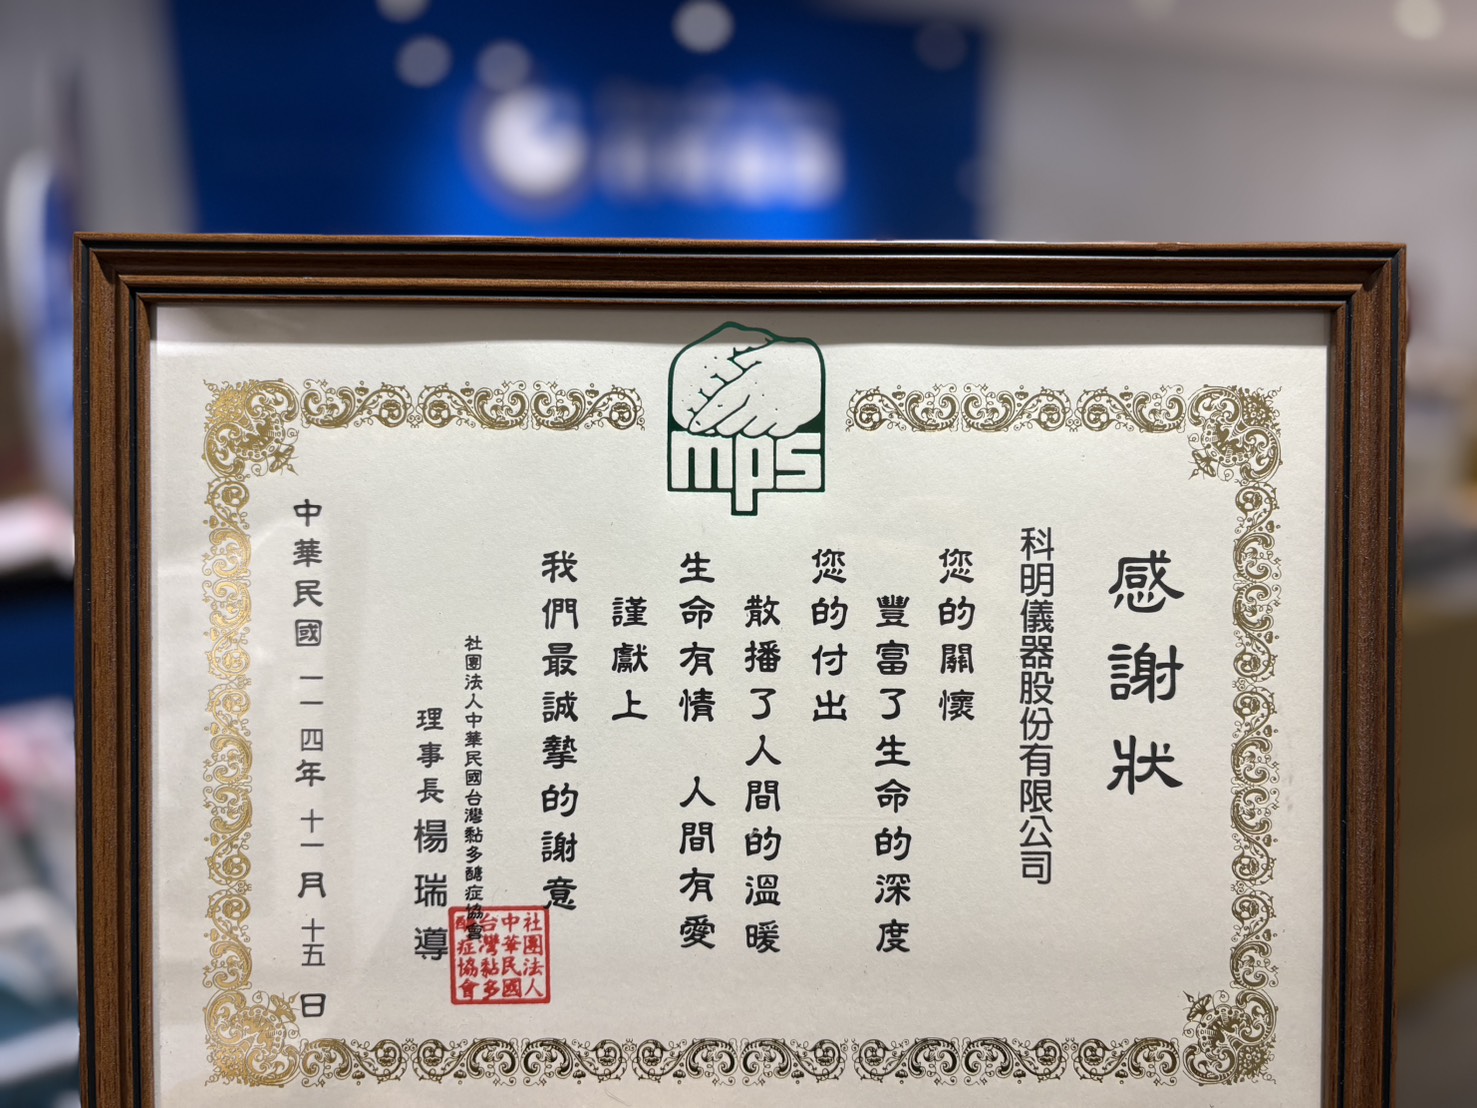 mps
感謝狀
科明儀器股份有限公司
您的關懷
豐富了生命的深度
您的付出
散播了人間的溫暖
生命有情 人間有愛
謹獻上
我們最誠摯的謝意
社團法人中華民國台灣黏多醣症協會
理事長 楊瑞導
社團法人
中華民國
台灣黏多
醣症協會
中華民國 一一四年 十一月 十五日